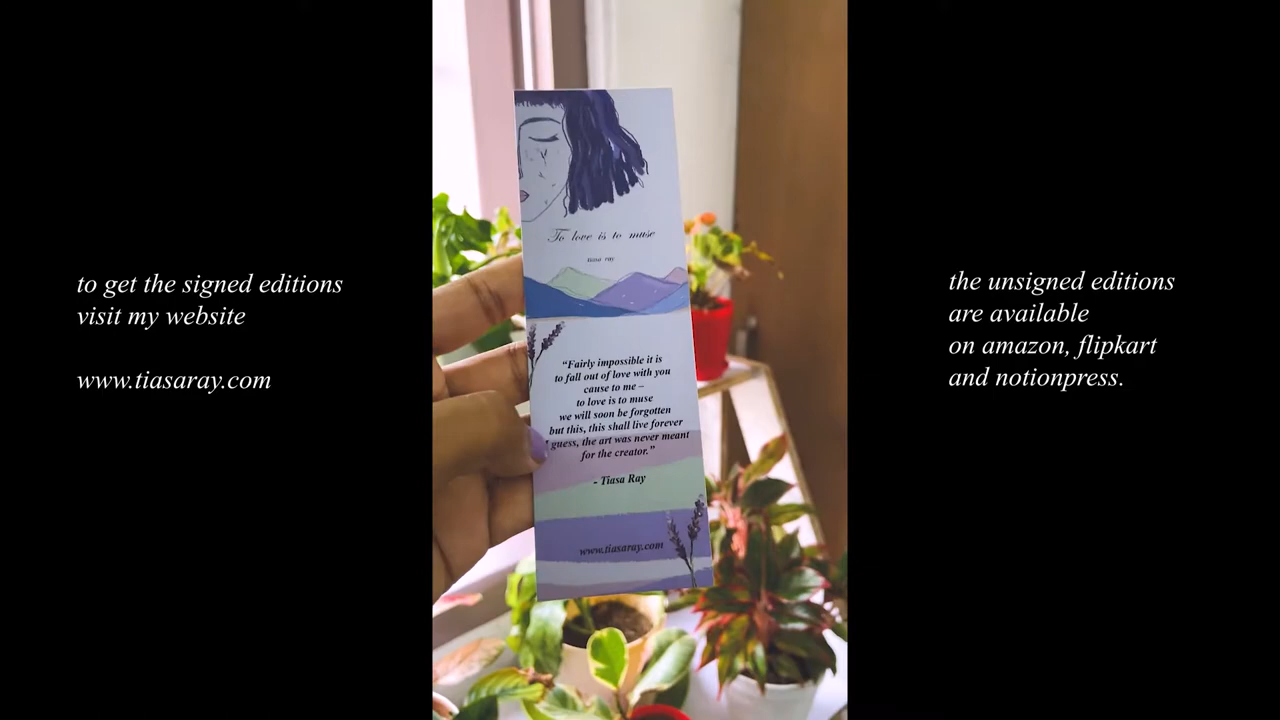 to get the signed editions
visit my website
www.tiasaray.com
To love is to muse
tiasa ray
“Fairly impossible it is
to fall out of love with you
cause to me –
to love is to muse
we will soon be forgotten
but this, this shall live forever
I guess, the art was never meant
for the creator.”
- Tiasa Ray
www.tiasaray.com
the unsigned editions
are available
on amazon, flipkart
and notionpress.